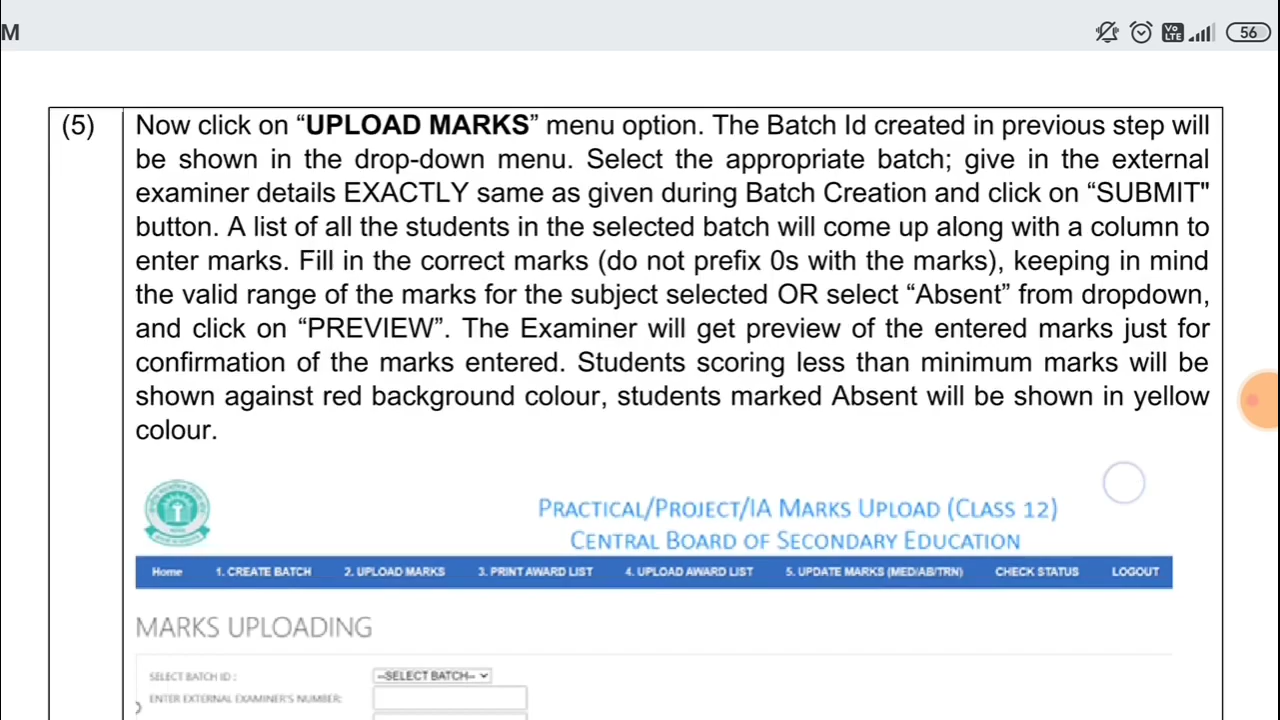 M
Vo
LTE
56
(5)
Now click on “UPLOAD MARKS” menu option. The Batch Id created in previous step will
be shown in the drop-down menu. Select the appropriate batch; give in the external
examiner details EXACTLY same as given during Batch Creation and click on “SUBMIT"
button. A list of all the students in the selected batch will come up along with a column to
enter marks. Fill in the correct marks (do not prefix 0s with the marks), keeping in mind
the valid range of the marks for the subject selected OR select “Absent” from dropdown,
and click on “PREVIEW”. The Examiner will get preview of the entered marks just for
confirmation of the marks entered. Students scoring less than minimum marks will be
shown against red background colour, students marked Absent will be shown in yellow
colour.
PRACTICAL/PROJECT/IA MARKS UPLOAD (CLASS 12)
CENTRAL BOARD OF SECONDARY EDUCATION
Home 1. CREATE BATCH 2. UPLOAD MARKS 3. PRINT AWARD LIST 4. UPLOAD AWARD LIST 5. UPDATE MARKS (MED/AB/TRN) CHECK STATUS LOGOUT
MARKS UPLOADING
SELECT BATCH ID : --SELECT BATCH--
ENTER EXTERNAL EXAMINER'S NUMBER: